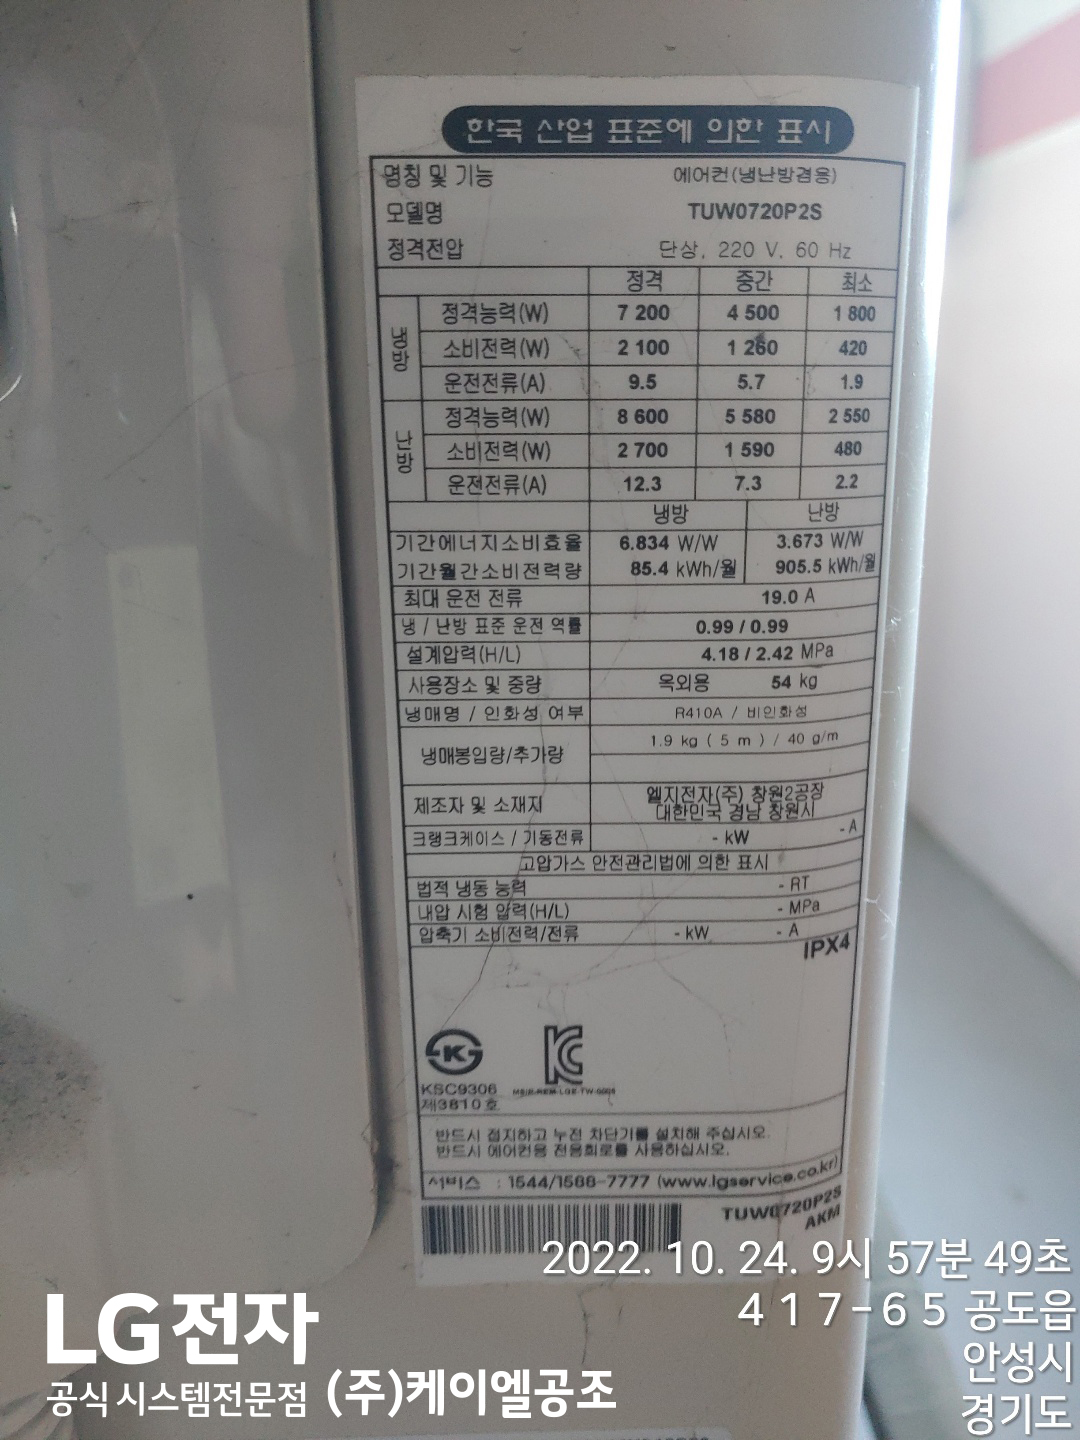 한국 산업 표준에 의한 표시
명칭 및 기능 에어컨(냉난방겸용)
모델명 TUW0720P2S
정격전압 단상, 220 V, 60 Hz
정격 중간 최소
냉방
정격능력(W) 7 200 4 500 1 800
소비전력(W) 2 100 1 260 420
운전전류(A) 9.5 5.7 1.9
난방
정격능력(W) 8 600 5 580 2 550
소비전력(W) 2 700 1 590 480
운전전류(A) 12.3 7.3 2.2
냉방 난방
기간에너지소비효율 6.834 W/W 3.673 W/W
기간월간소비전력량 85.4 kWh/월 905.5 kWh/월
최대 운전 전류 19.0 A
냉 / 난방 표준 운전 역률 0.99 / 0.99
설계압력(H/L) 4.18 / 2.42 MPa
사용장소 및 중량 옥외용 54 kg
냉매명 / 인화성 여부 R410A / 비인화성
냉매봉입량/추가량 1.9 kg ( 5 m ) / 40 g/m
제조자 및 소재지 엘지전자(주) 창원2공장
대한민국 경남 창원시
크랭크케이스 / 기동전류 - kW - A
고압가스 안전관리법에 의한 표시
법적 냉동 능력 - RT
내압 시험 압력(H/L) - MPa
압축기 소비전력/전류 - kW - A
IPX4
KSC9306
제3810호
반드시 접지하고 누전 차단기를 설치해 주십시오.
반드시 에어컨용 전용회로를 사용하십시오.
서비스 : 1544/1588-7777 (www.lgservice.co.kr)
TUW0720P2S
AKM
2022. 10. 24. 9시 57분 49초
417-65 공도읍
안성시
경기도
LG전자
공식 시스템전문점 (주)케이엘공조